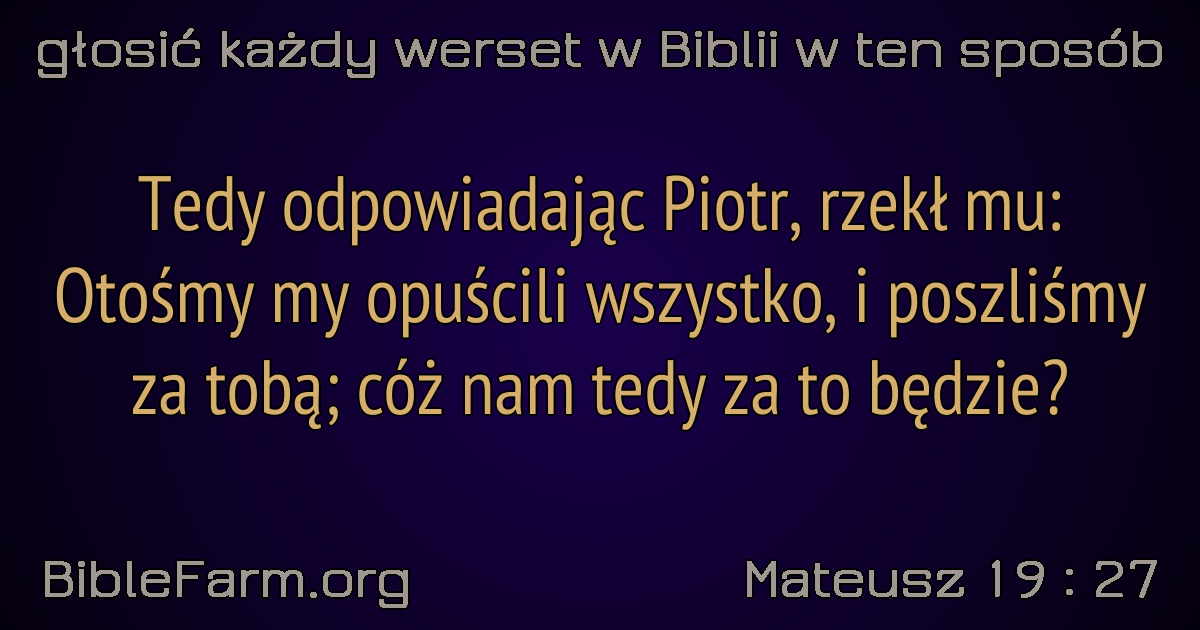 głosić każdy werset w Biblii w ten sposób
Tedy odpowiadając Piotr, rzekł mu:
Otośmy my opuścili wszystko, i poszliśmy
za tobą; cóż nam tedy za to będzie?
BibleFarm.org
Mateusz 19 : 27